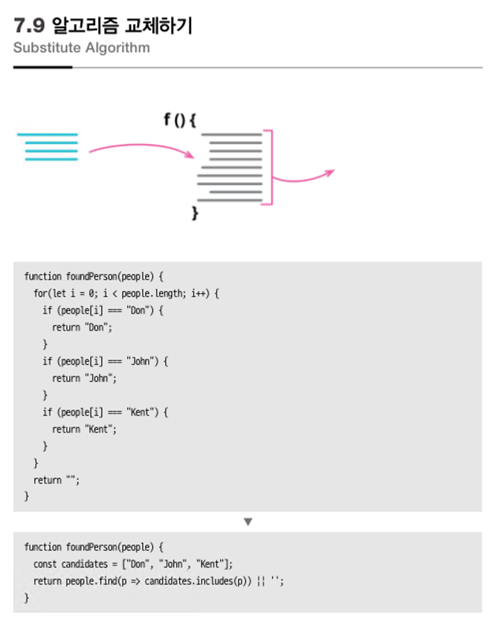 7.9 알고리즘 교체하기
Substitute Algorithm
f () {
}
function foundPerson(people) {
  for(let i = 0; i < people.length; i++) {
    if (people[i] === "Don") {
      return "Don";
    }
    if (people[i] === "John") {
      return "John";
    }
    if (people[i] === "Kent") {
      return "Kent";
    }
  }
  return "";
}
▼
function foundPerson(people) {
  const candidates = ["Don", "John", "Kent"];
  return people.find(p => candidates.includes(p)) || '';
}